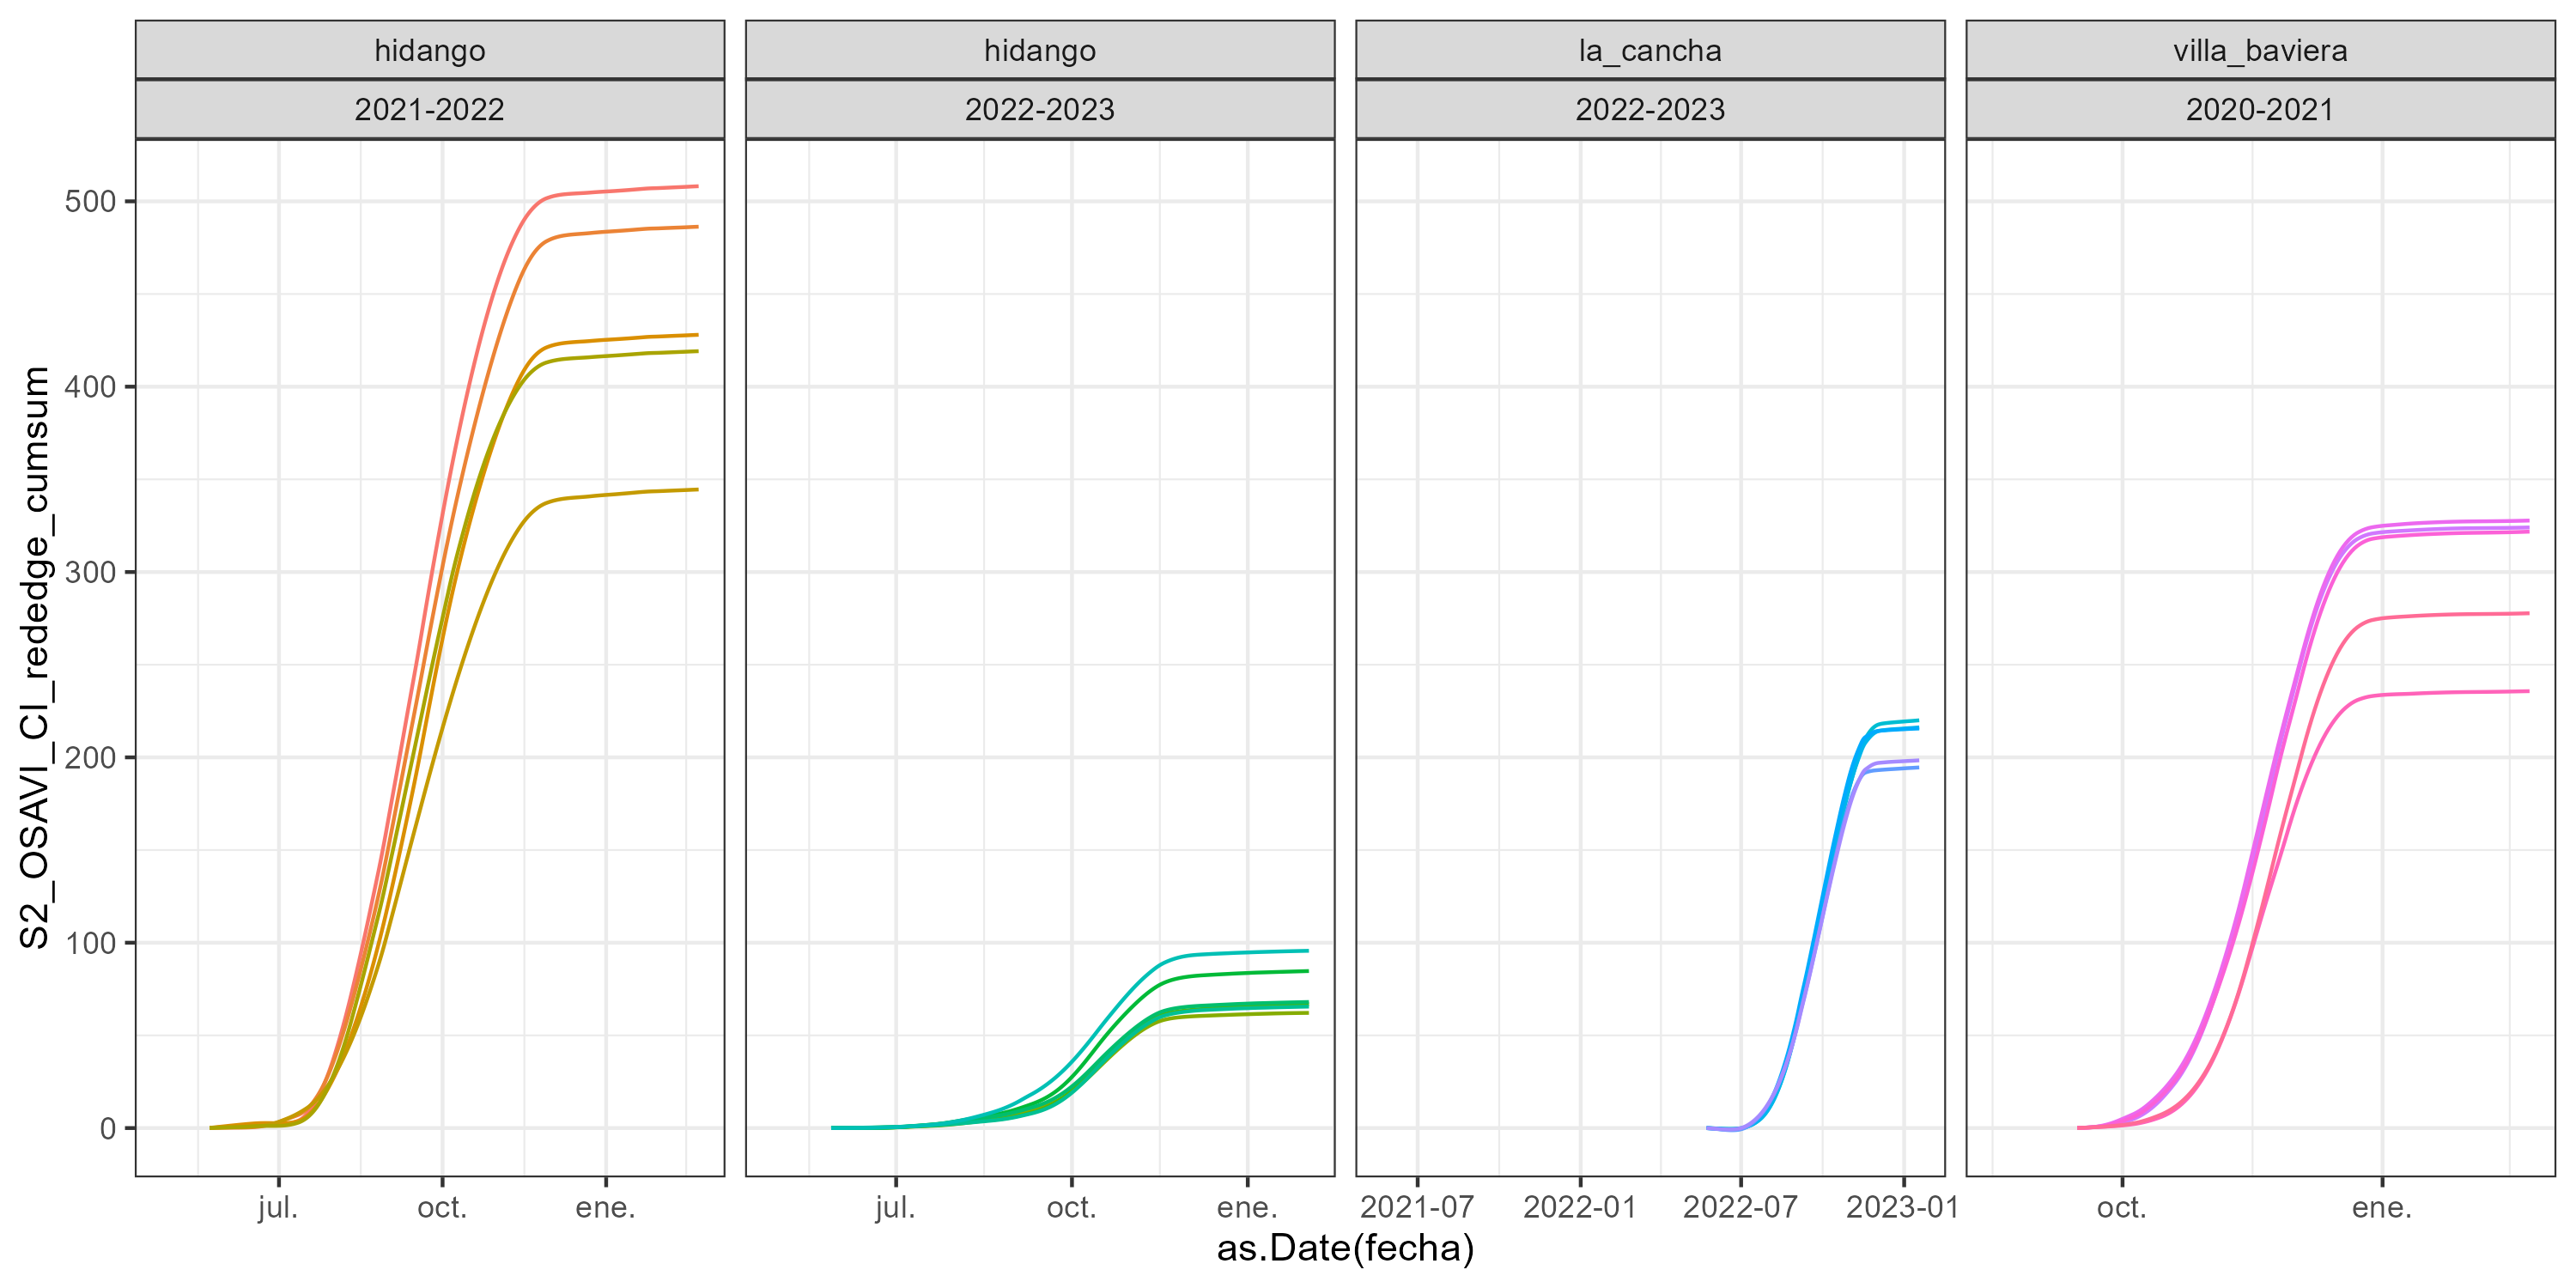 hidango
hidango
la_cancha
villa_baviera
2021-2022
2022-2023
2022-2023
2020-2021
S2_OSAVI_CI_rededge_cumsum
500
400
300
200
100
0
jul.
oct.
ene.
jul.
oct.
ene.
2021-07
2022-01
2022-07
2023-01
oct.
ene.
as.Date(fecha)